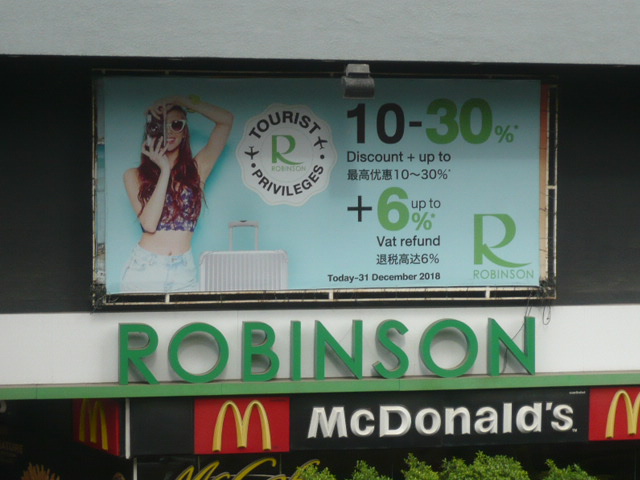 TOURIST
R
ROBINSON
PRIVILEGES
10-30%*
Discount + up to
最高优惠10~30%*
+6 up to %*
Vat refund
退税高达6%
R
ROBINSON
Today-31 December 2018
ROBINSON
McDonald's
McCafé